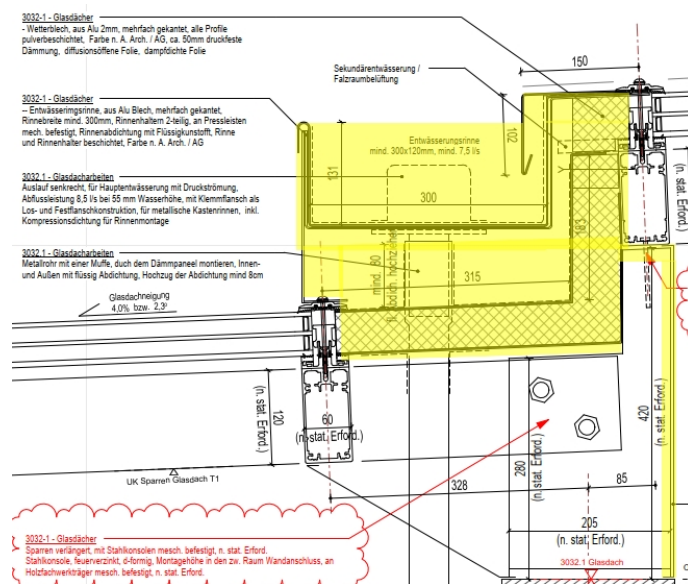 3032-1 - Glasdächer
- Wetterblech, aus Alu 2mm, mehrfach gekantet, alle Profile
pulverbeschichtet, Farbe n. A. Arch. / AG, ca. 50mm druckfeste
Dämmung, diffusionsöffene Folie, dampfdichte Folie
150
Sekundärentwässerung /
Falzraumbelüftung
3032-1 - Glasdächer
-- Entwässerimgsrinne, aus Alu Blech, mehrfach gekantet,
Rinnebreite mind. 300mm, Rinnenhaltern 2-teilig, an Pressleisten
mech. befestigt, Rinnenabdichtung mit Flüssigkunstofft, Rinne
und Rinnenhalter beschichtet, Farbe n. A. Arch. / AG
102
Entwässerungsrinne
mind. 300x120mm, mind. 7,5 l/s
131
300
(n. stat. Erford.)
3032.1 - Glasdacharbeiten
Auslauf senkrecht, für Hauptentwässerung mit Druckströmung,
Abflussleistung 8,5 l/s bei 55 mm Wasserhöhe, mit Klemmflansch als
Los- und Festflanschkonstruktion, für metallische Kastenrinnen, inkl.
Kompressionsdichtung für Rinnenmontage
183
3032.1 - Glasdacharbeiten
Metallrohr mit einer Muffe, duch dem Dämmpaneel montieren, Innen-
und Außen mit flüssig Abdichtung, Hochzug der Abdichtung mind 8cm
mind. 80
315
Glasdachneigung
4,0% bzw. 2,3°
120
(n. stat. Erford.)
60
(n. stat. Erford.)
UK Sparren Glasdach T1
280
(n. stat. Erford.)
420
(n. stat. Erford.)
328
85
205
(n. stat. Erford.)
3032.1 Glasdach
3032-1 - Glasdächer
Sparren verlängert, mit Stahlkonsolen mesch. befestigt, n. stat. Erford.
Stahlkonsole, feuerverzinkt, d-förmig, Montagehöhe in den zw. Raum Wandanschluss, an
Holzfachwerkträger mesch. befestigt, n. stat. Erford.